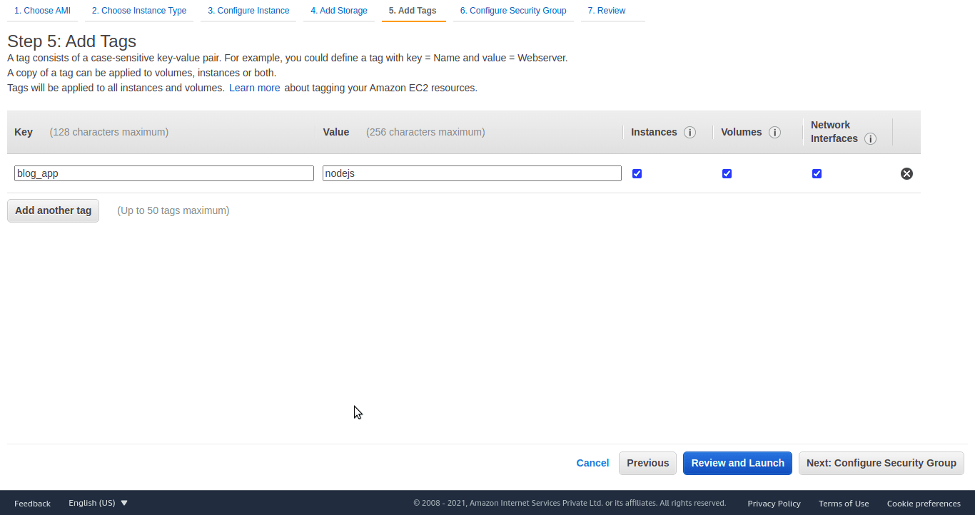 1. Choose AMI 2. Choose Instance Type 3. Configure Instance 4. Add Storage 5. Add Tags 6. Configure Security Group 7. Review
Step 5: Add Tags
A tag consists of a case-sensitive key-value pair. For example, you could define a tag with key = Name and value = Webserver.
A copy of a tag can be applied to volumes, instances or both.
Tags will be applied to all instances and volumes. Learn more about tagging your Amazon EC2 resources.
Key (128 characters maximum) Value (256 characters maximum) Instances i Volumes i Network
Interfaces i
blog_app nodejs
Add another tag (Up to 50 tags maximum)
Cancel Previous Review and Launch Next: Configure Security Group
Feedback English (US) © 2008 - 2021, Amazon Internet Services Private Ltd. or its affiliates. All rights reserved. Privacy Policy Terms of Use Cookie preferences